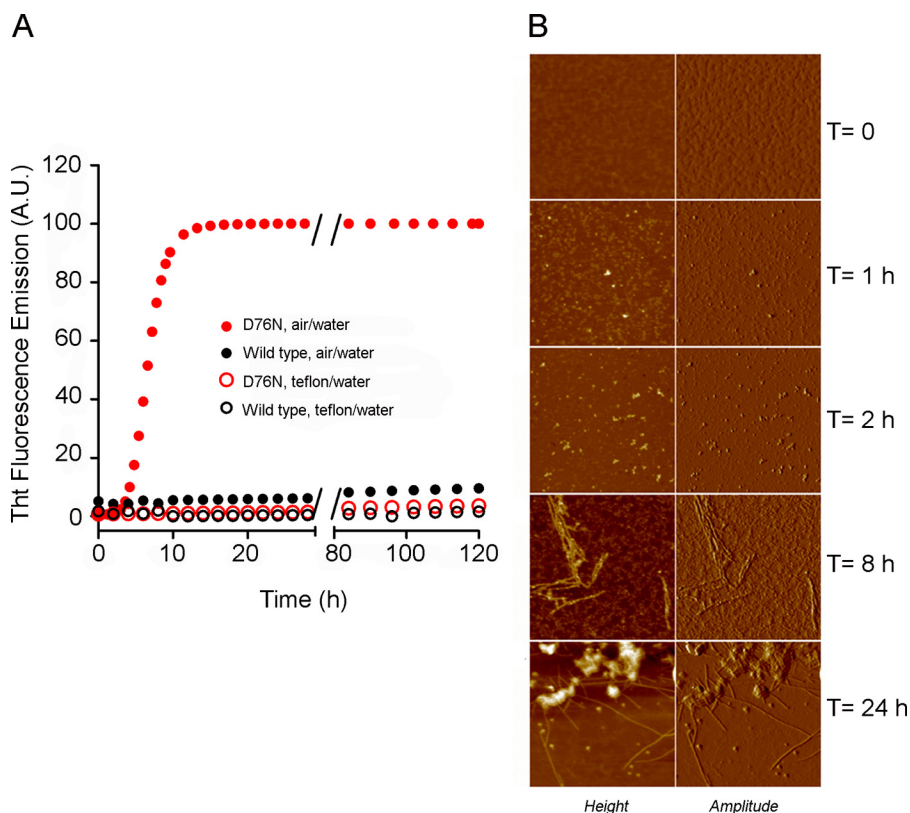 A
B
120
100
80
60
40
20
0
Tht Fluorescence Emission (A.U.)
D76N, air/water
Wild type, air/water
D76N, teflon/water
Wild type, teflon/water
0 10 20 80 100 120
Time (h)
T= 0
T= 1 h
T= 2 h
T= 8 h
T= 24 h
Height Amplitude